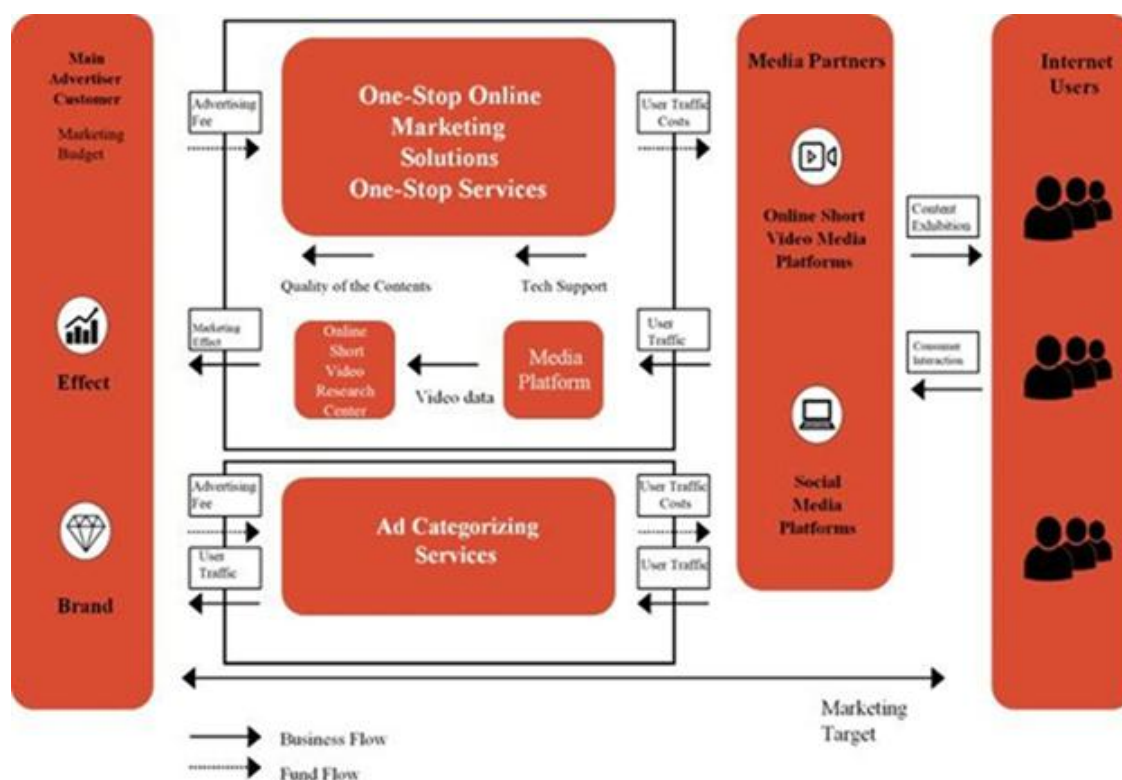 Main
Advertiser
Customer
Marketing
Budget
Effect
Brand
Advertising
Fee
One-Stop Online
Marketing
Solutions
One-Stop Services
User Traffic
Costs
Quality of the Contents
Tech Support
Marketing
Effect
Online
Short
Video
Research
Center
Video data
Media
Platform
User
Traffic
Advertising
Fee
User
Traffic
Ad Categorizing
Services
User Traffic
Costs
User Traffic
Media Partners
Online Short
Video Media
Platforms
Social
Media
Platforms
Content
Exhibition
Consumer
Interaction
Internet
Users
Marketing
Target
Business Flow
Fund Flow